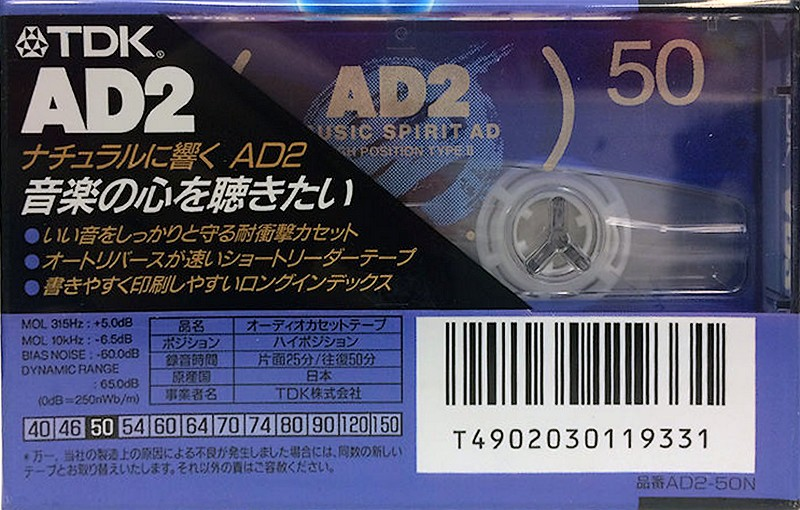 TDK®
AD2
ナチュラルに響く AD2
音楽の心を聴きたい
●いい音をしっかりと守る耐衝撃カセット
●オートリバースが速いショートリーダーテープ
●書きやすく印刷しやすいロングインデックス
AD2
USIC SPIRIT AD
POSITION TYPE II
50
MOL 315Hz : +5.0dB
MOL 10kHz : -6.5dB
BIAS NOISE : -60.0dB
DYNAMIC RANGE
: 65.0dB
(0dB=250nWb/m)
品名 オーディオカセットテープ
ポジション ハイポジション
録音時間 片面25分/往復50分
原産国 日本
事業者名 TDK株式会社
40 46 50 54 60 64 70 74 80 90 120 150
*万一、当社の製造上の原因による不良が発生しました場合には、同数の新しい
テープとお取り替えいたします。それ以外の責はご容赦ください。
T4902030119331
品番AD2-50N